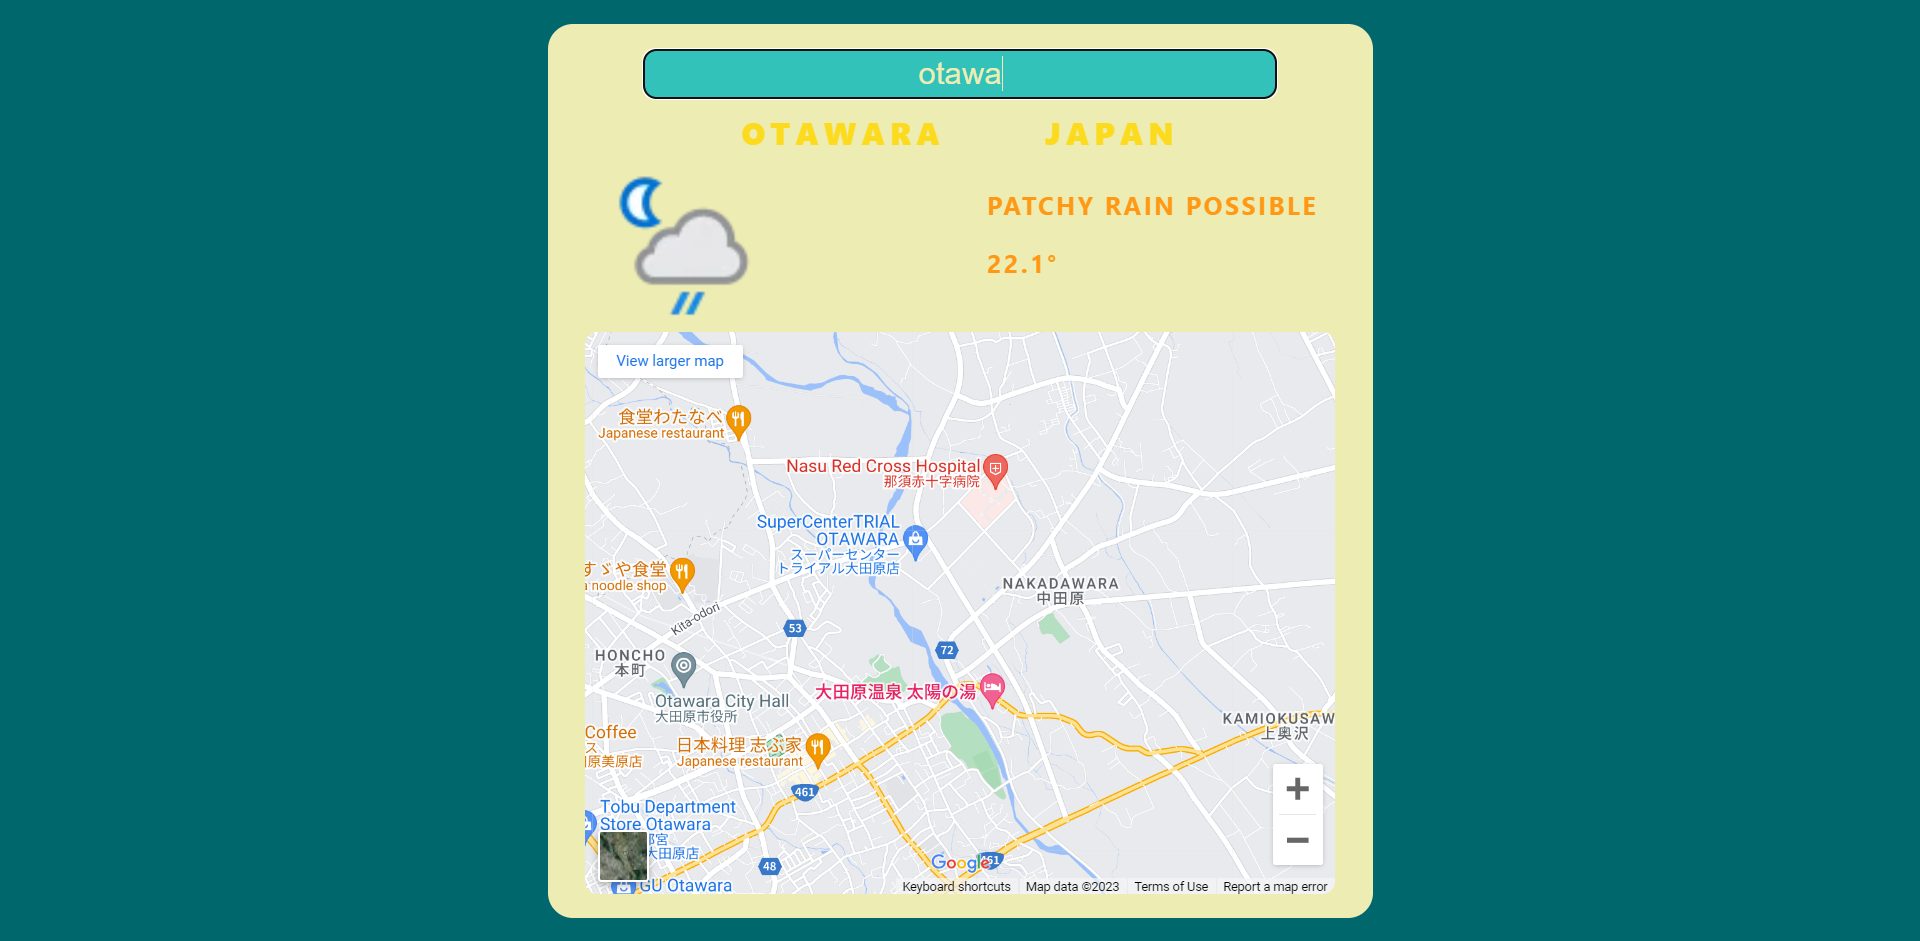 otawa
OTAWARA JAPAN
PATCHY RAIN POSSIBLE
22.1°
View larger map
食堂わたなべ
Japanese restaurant
Nasu Red Cross Hospital
那須赤十字病院
SuperCenterTRIAL
OTAWARA
スーパーセンター
トライアル大田原店
すゞや食堂
a noodle shop
NAKADAWARA
中田原
Kita-odori
53
72
HONCHO
本町
Otawara City Hall
大田原市役所
大田原温泉 太陽の湯
KAMIOKUSAW
上奥沢
Coffee
ス
原美原店
日本料理 志ぶ家
Japanese restaurant
461
Tobu Department
Store Otawara
都宮
大田原店
48
GU Otawara
Google
461
Keyboard shortcuts
Map data ©2023
Terms of Use
Report a map error